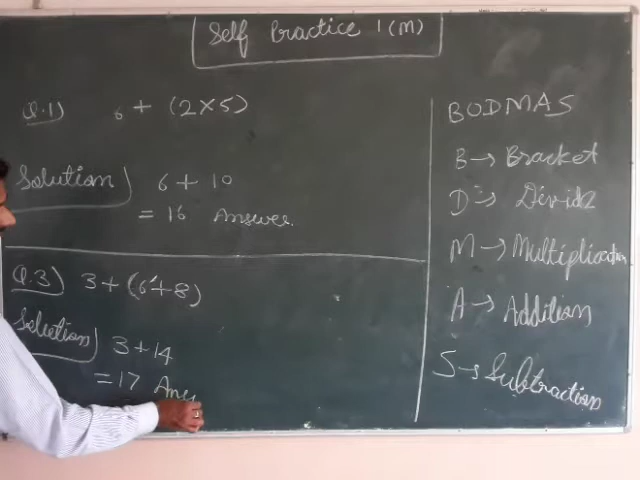 Self Practice 1 (M)
Q.1) 6 + (2×5)
Solution) 6 + 10
= 16 Answer.
Q.3) 3 + (6+8)
Solution) 3 + 14
= 17 Ans
BODMAS
B → Bracket
D → Divide
M → Multiplication
A → Addition
S → Subtraction